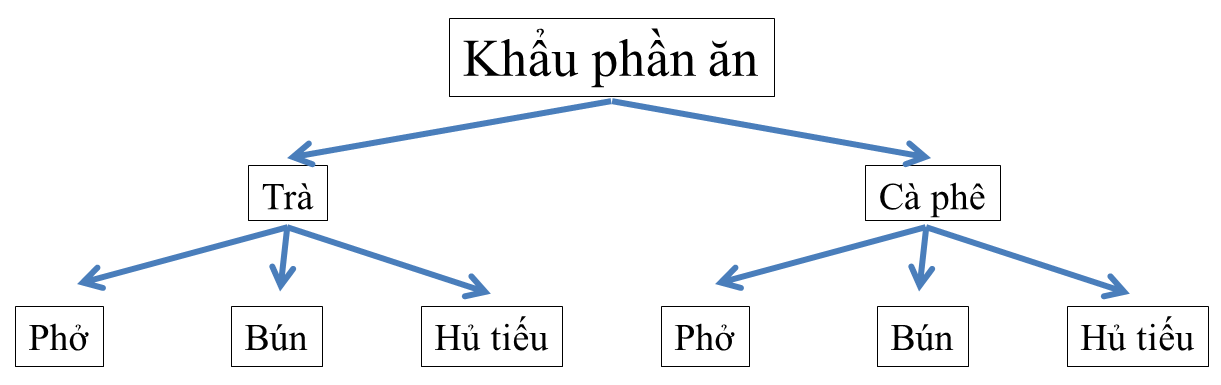 Khẩu phần ăn
Trà
Cà phê
Phở
Bún
Hủ tiếu
Phở
Bún
Hủ tiếu